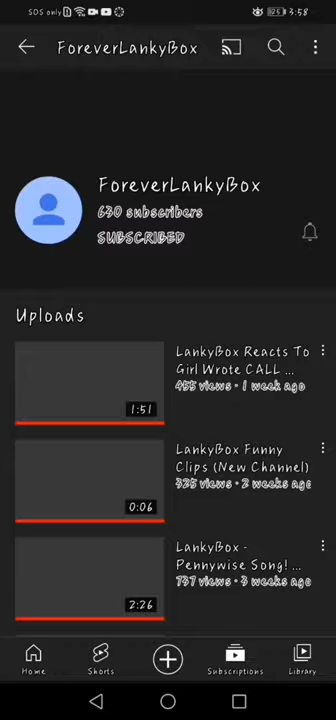 SOS only 3:58
ForeverLankyBox
ForeverLankyBox
630 subscribers
SUBSCRIBED
Uploads
LankyBox Reacts To
Girl Wrote CALL ...
455 views • 1 week ago
1:51
LankyBox Funny
Clips (New Channel)
325 views • 2 weeks ago
0:06
LankyBox -
Pennywise Song! ...
737 views • 3 weeks ago
2:26
Home Shorts Subscriptions Library